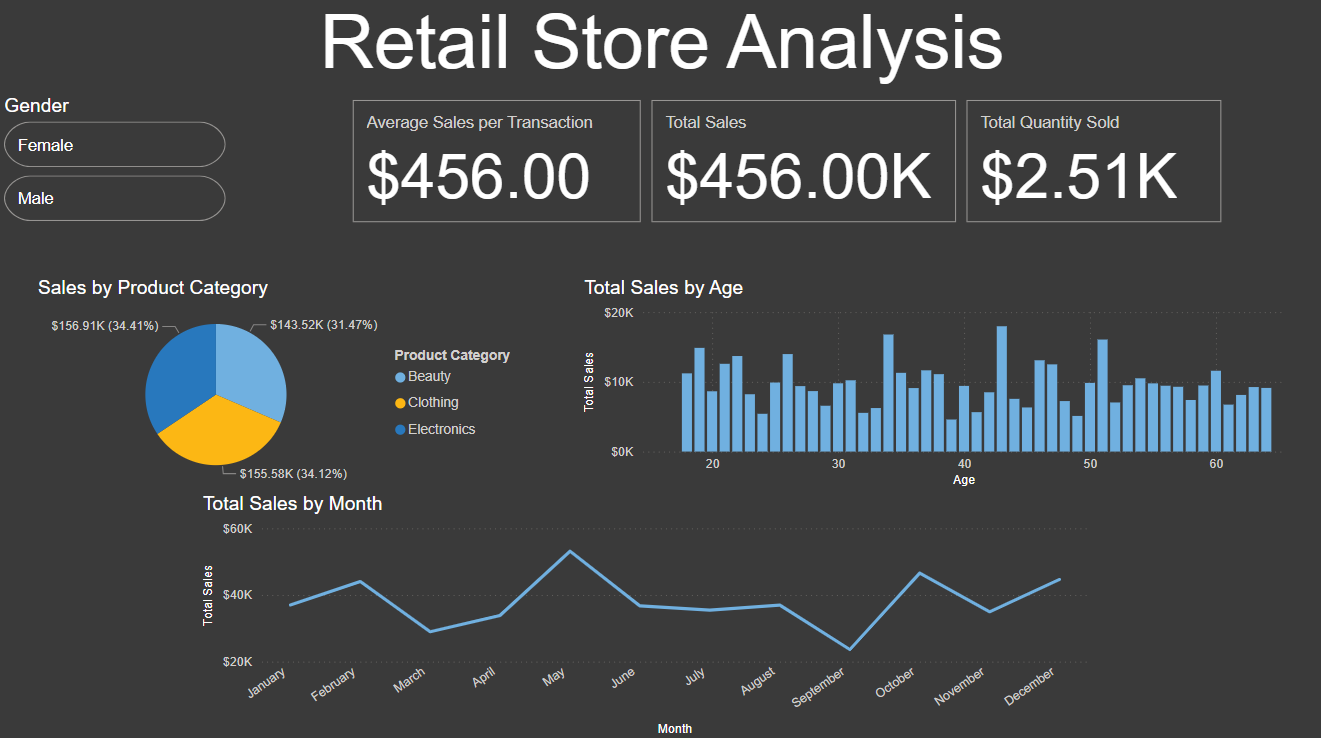 Retail Store Analysis
Gender
Female
Male
Average Sales per Transaction
$456.00
Total Sales
$456.00K
Total Quantity Sold
$2.51K
Sales by Product Category
$156.91K (34.41%)
$143.52K (31.47%)
$155.58K (34.12%)
Product Category
Beauty
Clothing
Electronics
Total Sales by Age
Total Sales
$20K
$10K
$0K
20 30 40 50 60
Age
Total Sales by Month
Total Sales
$60K
$40K
$20K
January February March April May June July August September October November December
Month